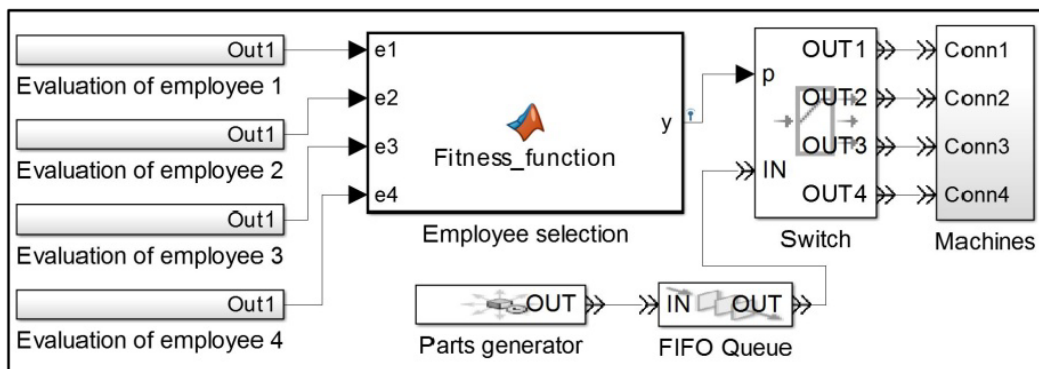 Out1
Evaluation of employee 1
Out1
Evaluation of employee 2
Out1
Evaluation of employee 3
Out1
Evaluation of employee 4
e1
e2
e3
e4
Fitness_function
y
Employee selection
p
IN
OUT1
OUT2
OUT3
OUT4
Switch
Conn1
Conn2
Conn3
Conn4
Machines
OUT
Parts generator
IN
OUT
FIFO Queue